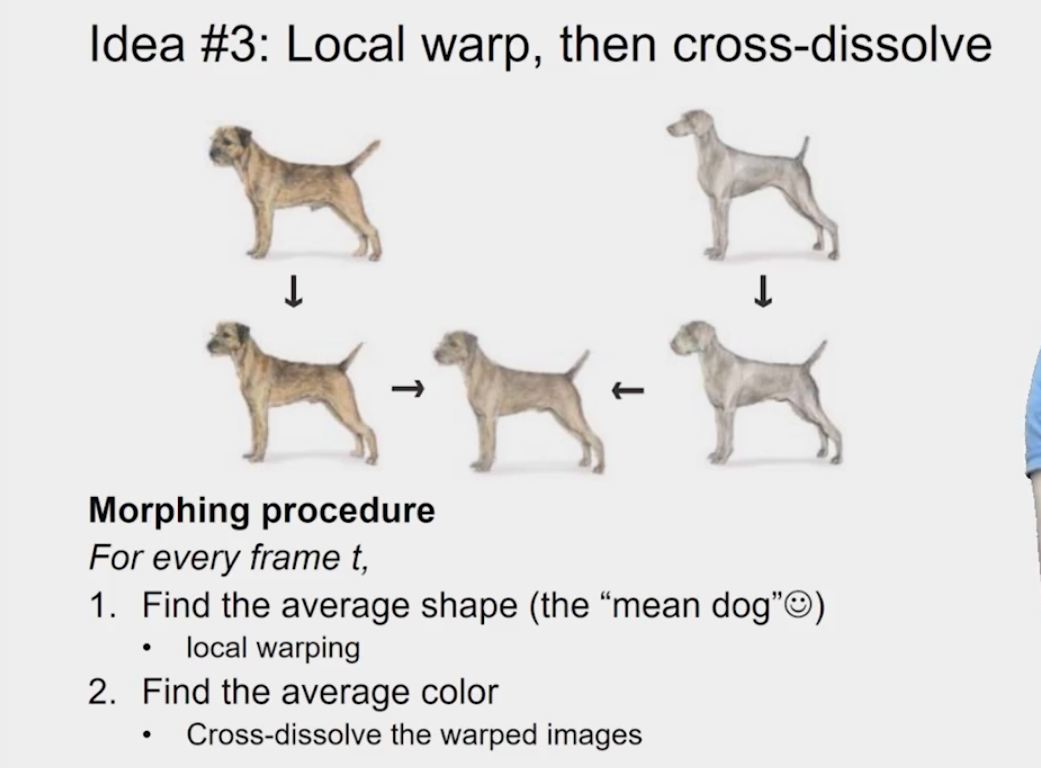 Idea #3: Local warp, then cross-dissolve
Morphing procedure
For every frame t,
1. Find the average shape (the “mean dog”☺)
• local warping
2. Find the average color
• Cross-dissolve the warped images